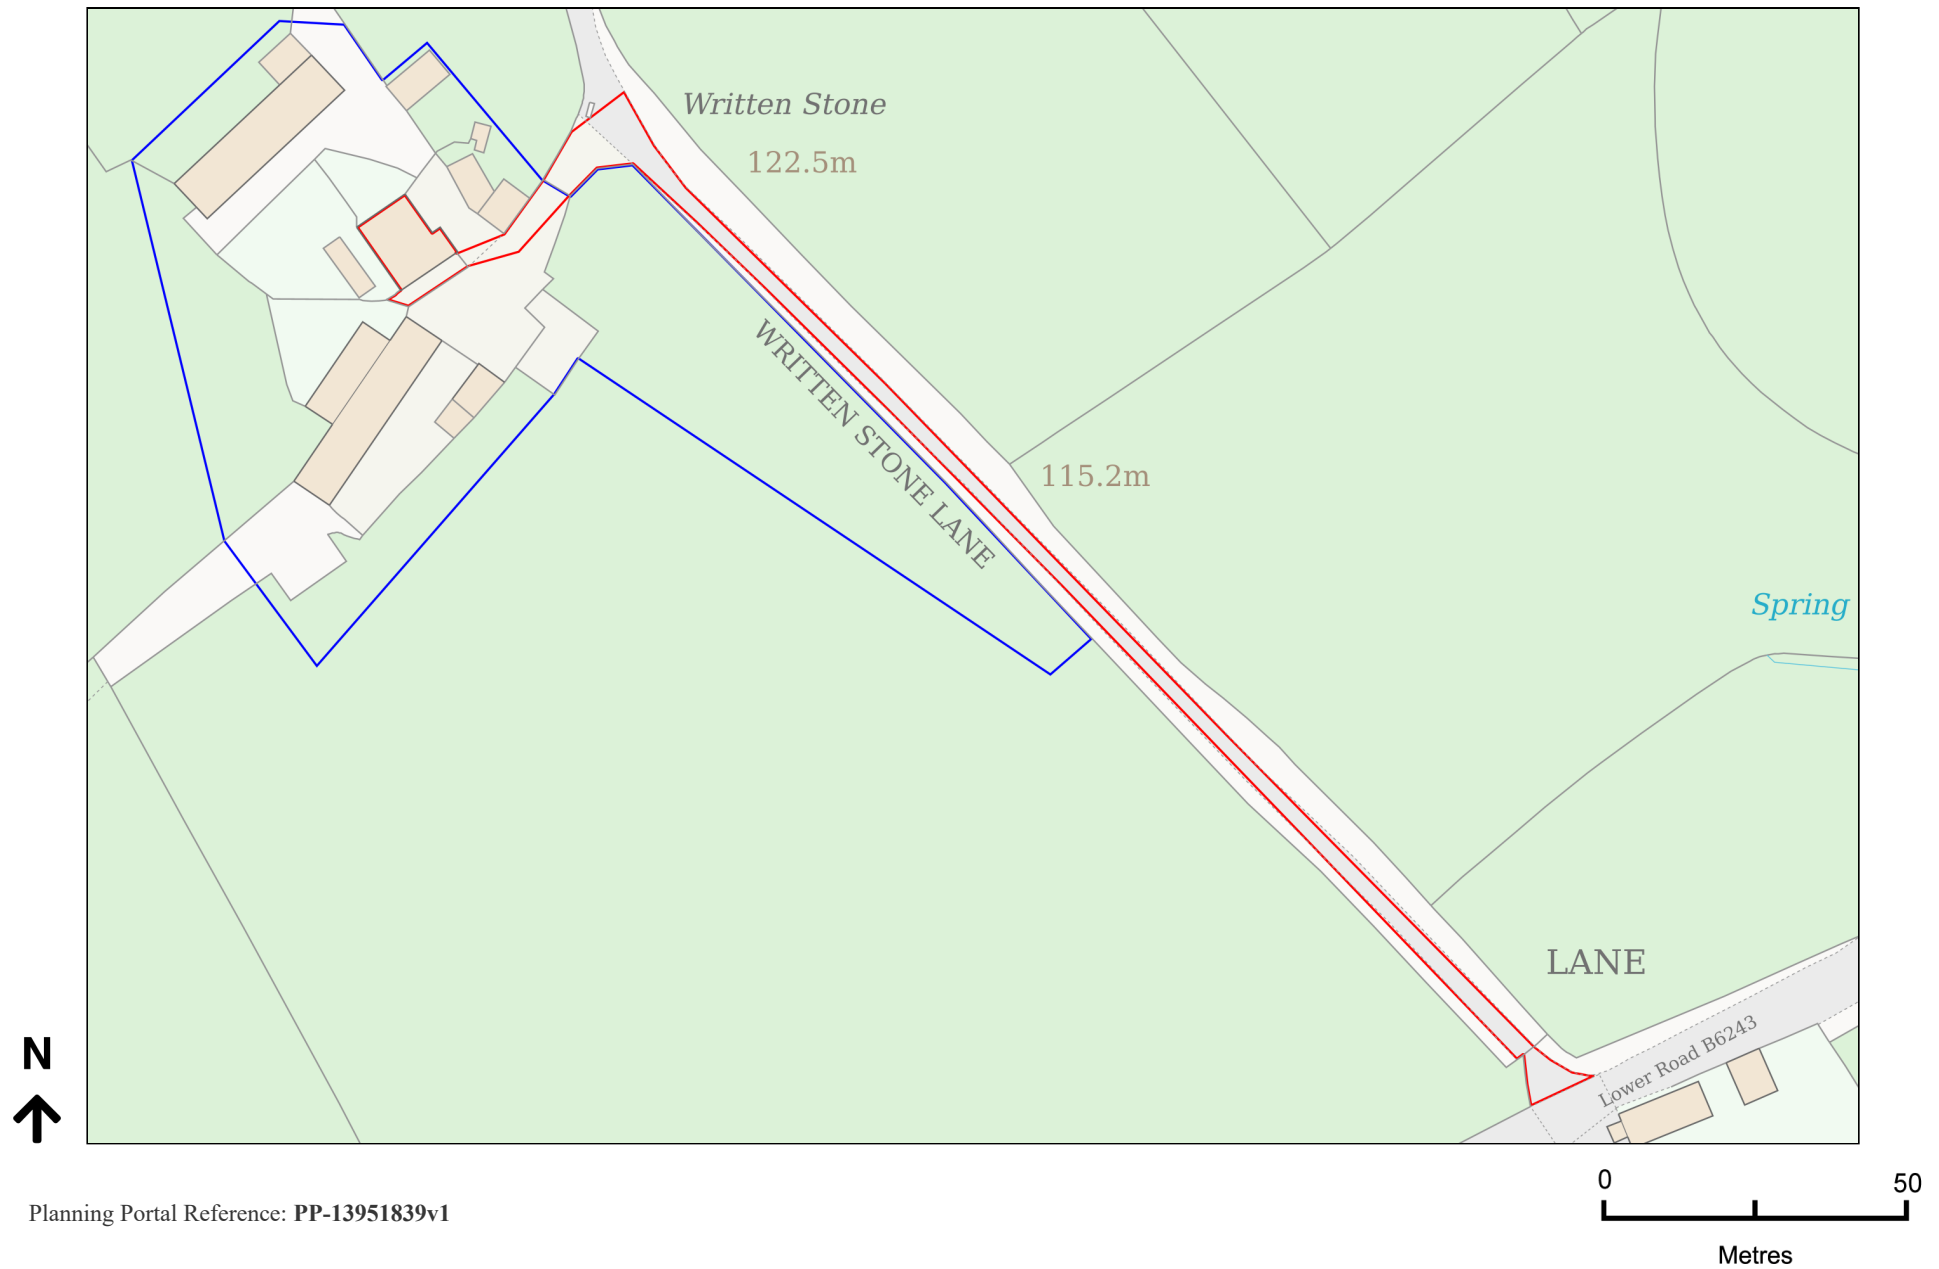 Written Stone
122.5m
WRITTEN STONE LANE
115.2m
Spring
LANE
Lower Road B6243
N
0 50
Metres
Planning Portal Reference: PP-13951839v1